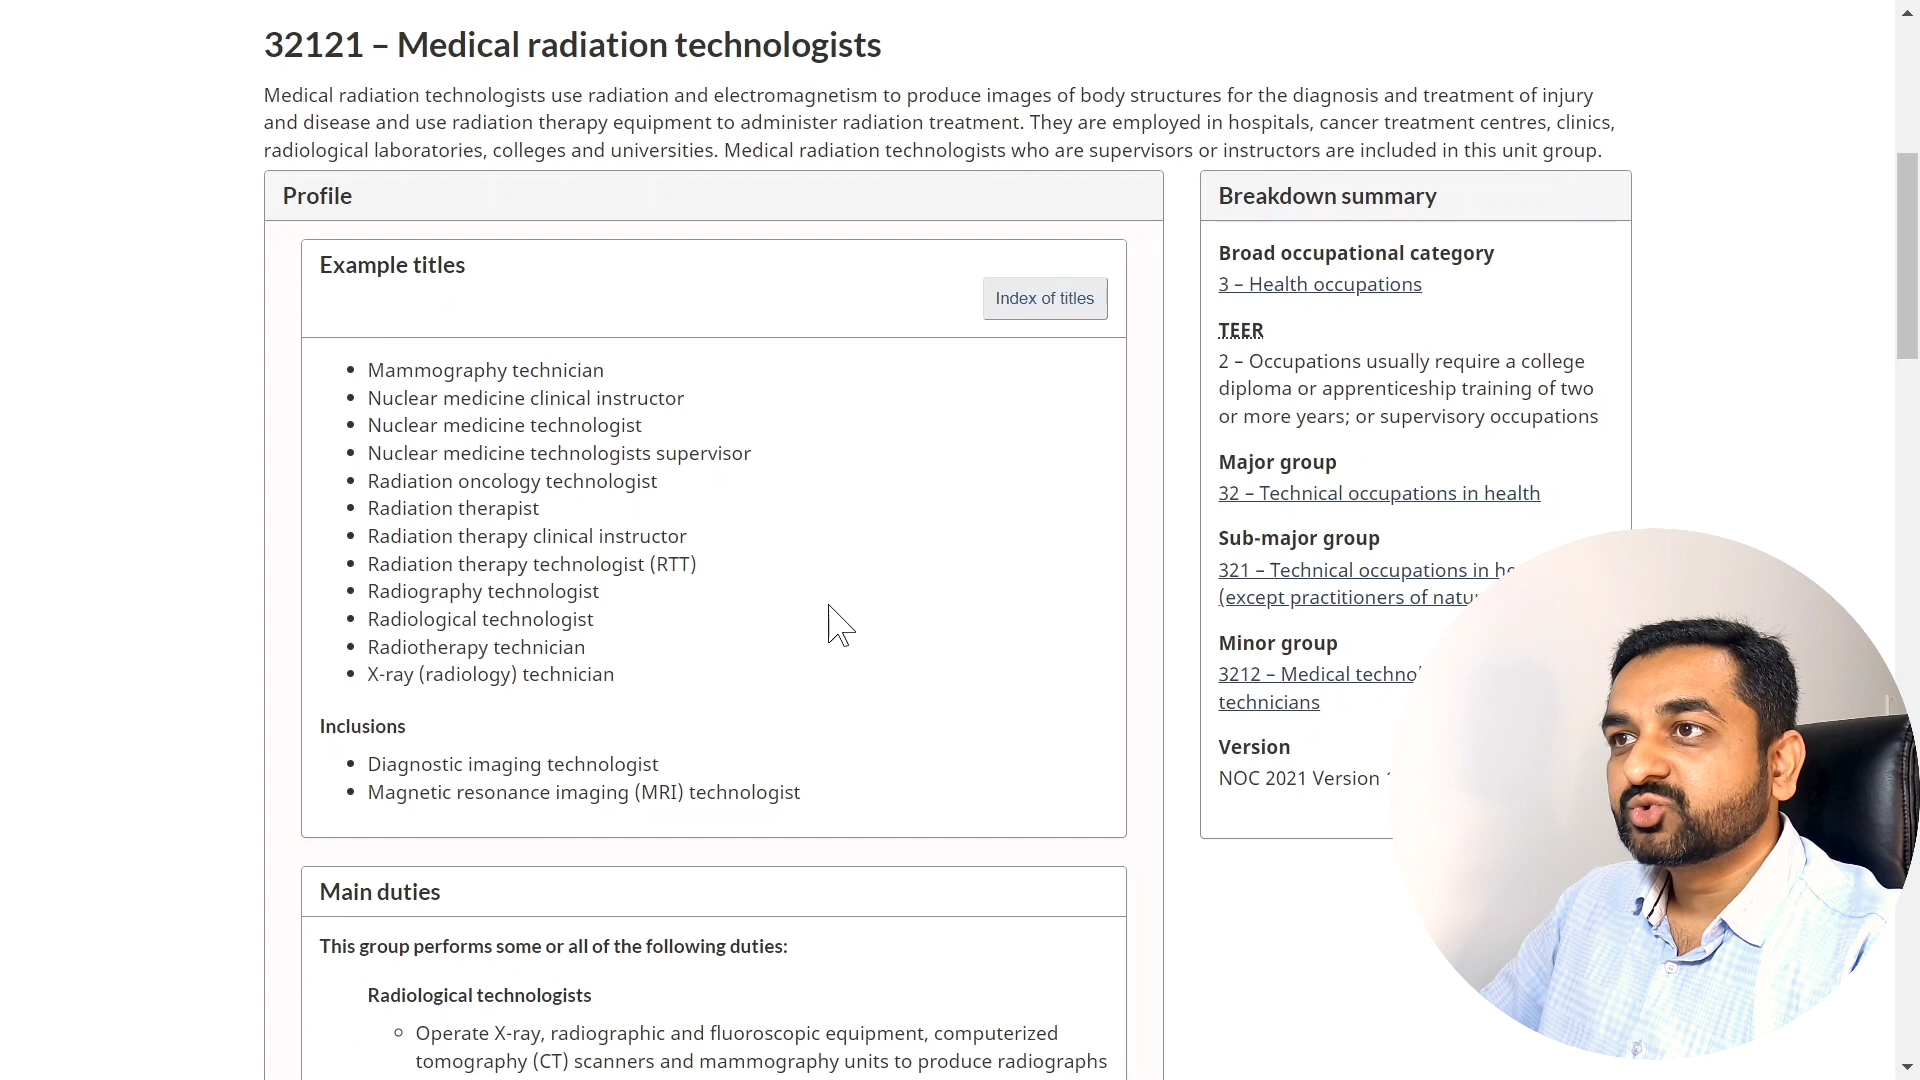 32121 – Medical radiation technologists
Medical radiation technologists use radiation and electromagnetism to produce images of body structures for the diagnosis and treatment of injury
and disease and use radiation therapy equipment to administer radiation treatment. They are employed in hospitals, cancer treatment centres, clinics,
radiological laboratories, colleges and universities. Medical radiation technologists who are supervisors or instructors are included in this unit group.
Profile
Example titles
Index of titles
Mammography technician
Nuclear medicine clinical instructor
Nuclear medicine technologist
Nuclear medicine technologists supervisor
Radiation oncology technologist
Radiation therapist
Radiation therapy clinical instructor
Radiation therapy technologist (RTT)
Radiography technologist
Radiological technologist
Radiotherapy technician
X-ray (radiology) technician
Inclusions
Diagnostic imaging technologist
Magnetic resonance imaging (MRI) technologist
Main duties
This group performs some or all of the following duties:
Radiological technologists
Operate X-ray, radiographic and fluoroscopic equipment, computerized
tomography (CT) scanners and mammography units to produce radiographs
Breakdown summary
Broad occupational category
3 – Health occupations
TEER
2 – Occupations usually require a college
diploma or apprenticeship training of two
or more years; or supervisory occupations
Major group
32 – Technical occupations in health
Sub-major group
321 – Technical occupations in
(except practitioners of
Minor group
3212 – Medical
technicians
Version
NOC 2021 Version